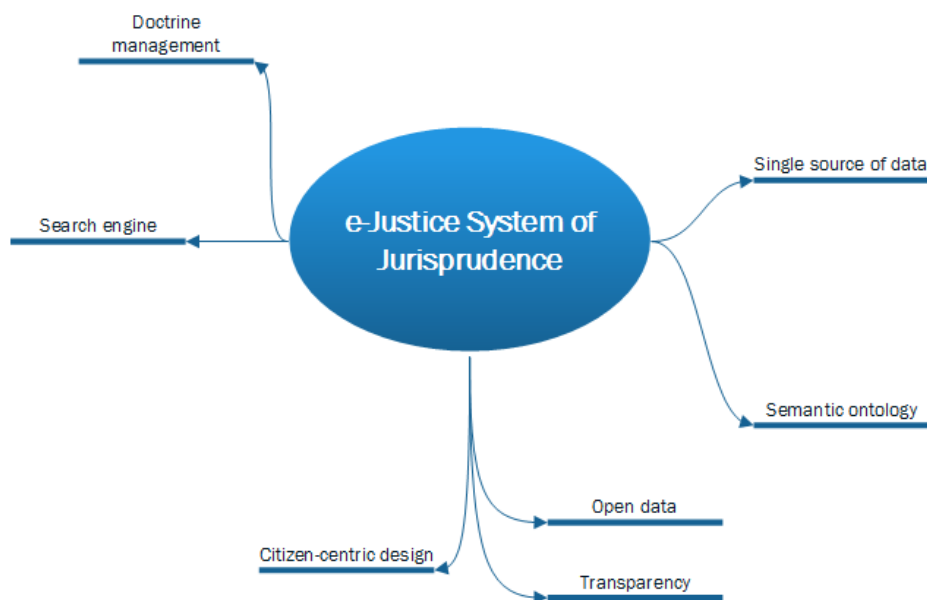 Doctrine
management
Single source of data
Search engine
e-Justice System of
Jurisprudence
Semantic ontology
Open data
Citizen-centric design
Transparency